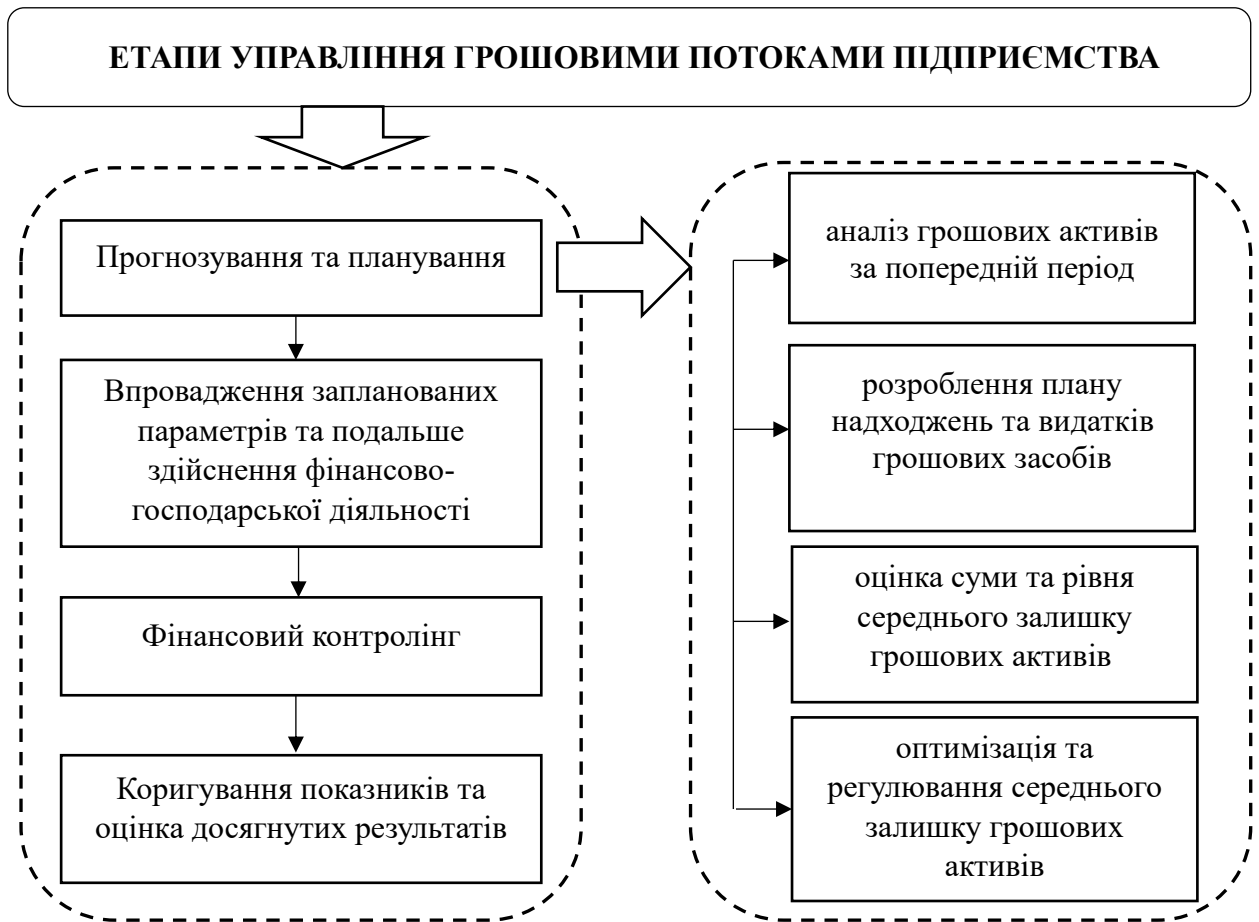 ЕТАПИ УПРАВЛІННЯ ГРОШОВИМИ ПОТОКАМИ ПІДПРИЄМСТВА
Прогнозування та планування
Впровадження запланованих
параметрів та подальше
здійснення фінансово-
господарської діяльності
Фінансовий контролінг
Коригування показників та
оцінка досягнутих результатів
аналіз грошових активів
за попередній період
розроблення плану
надходжень та видатків
грошових засобів
оцінка суми та рівня
середнього залишку
грошових активів
оптимізація та
регулювання середнього
залишку грошових
активів